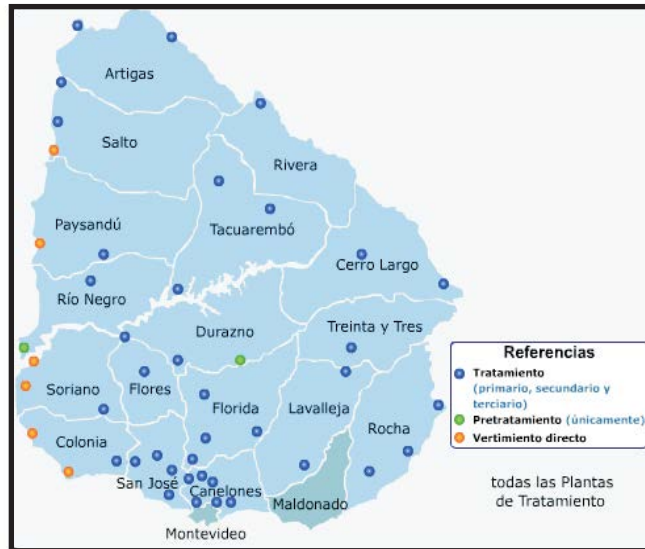 Artigas
Salto
Rivera
Paysandú
Tacuarembó
Cerro Largo
Río Negro
Durazno
Treinta y Tres
Soriano
Flores
Florida
Lavalleja
Colonia
Rocha
San José
Canelones
Maldonado
Montevideo
Referencias
Tratamiento
(primario, secundario y
terciario)
Pretratamiento (únicamente)
Vertimiento directo
todas las Plantas
de Tratamiento